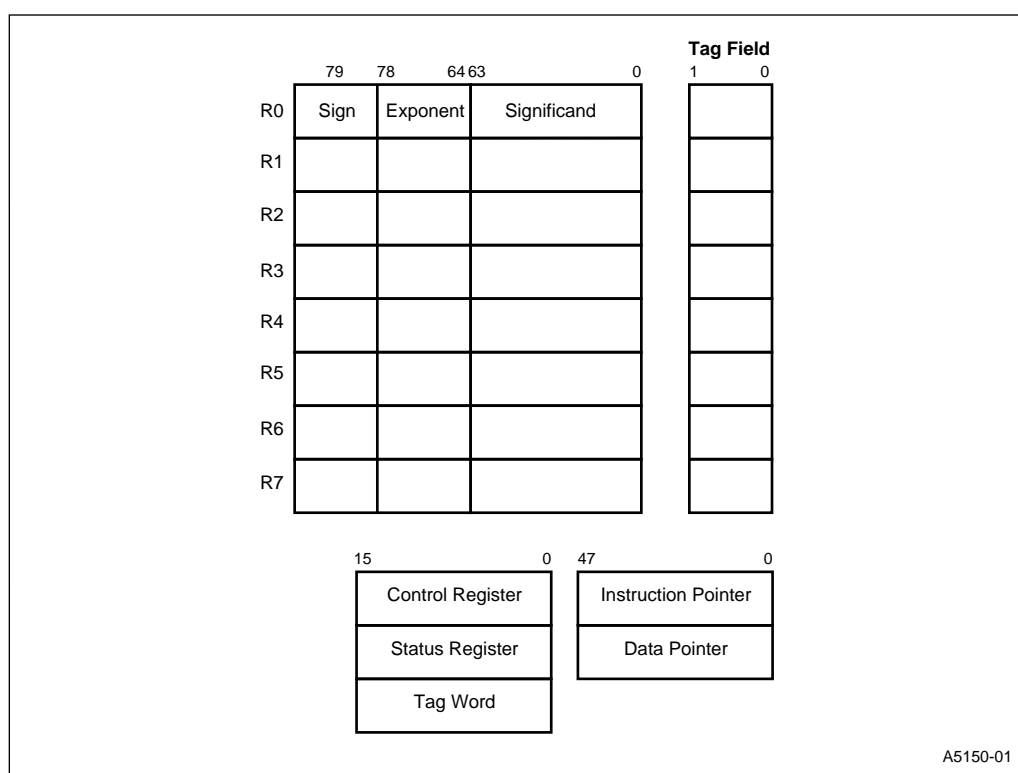 Tag Field
79 78 64 63 0 1 0
R0 Sign Exponent Significand
R1
R2
R3
R4
R5
R6
R7
15 0 47 0
Control Register Instruction Pointer
Status Register Data Pointer
Tag Word
A5150-01